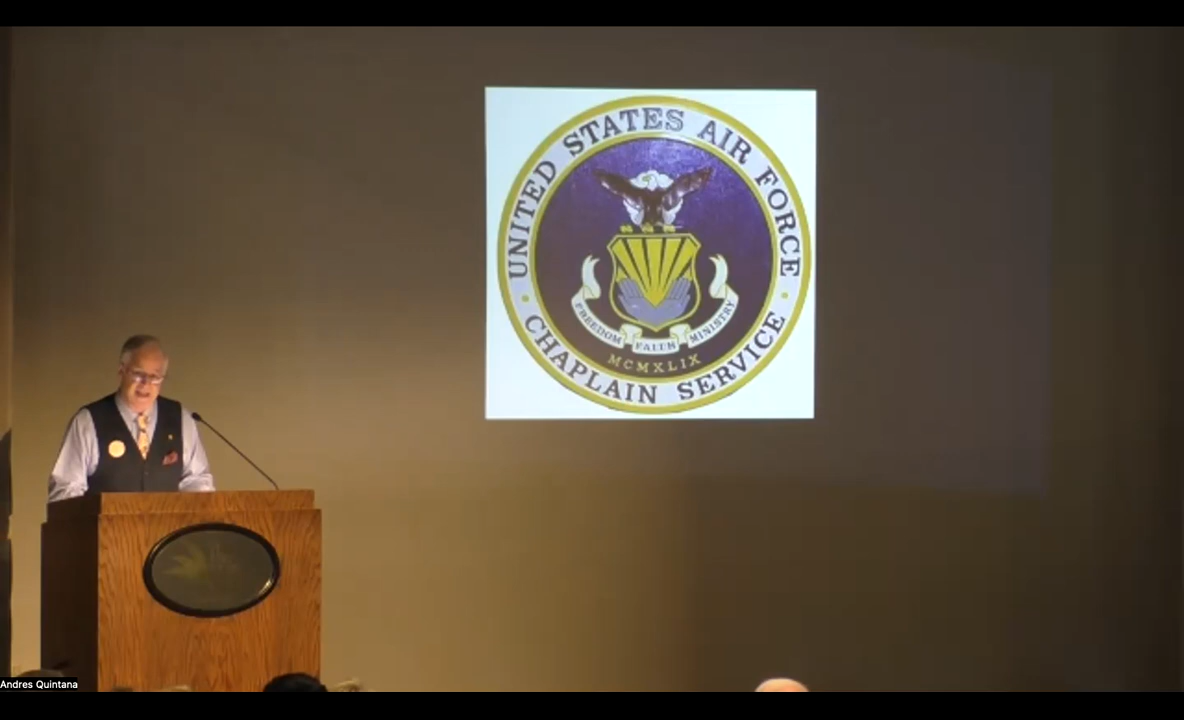 UNITED STATES AIR FORCE
FREEDOM FAITH MINISTRY
MCMXLIX
CHAPLAIN SERVICE
Andres Quintana